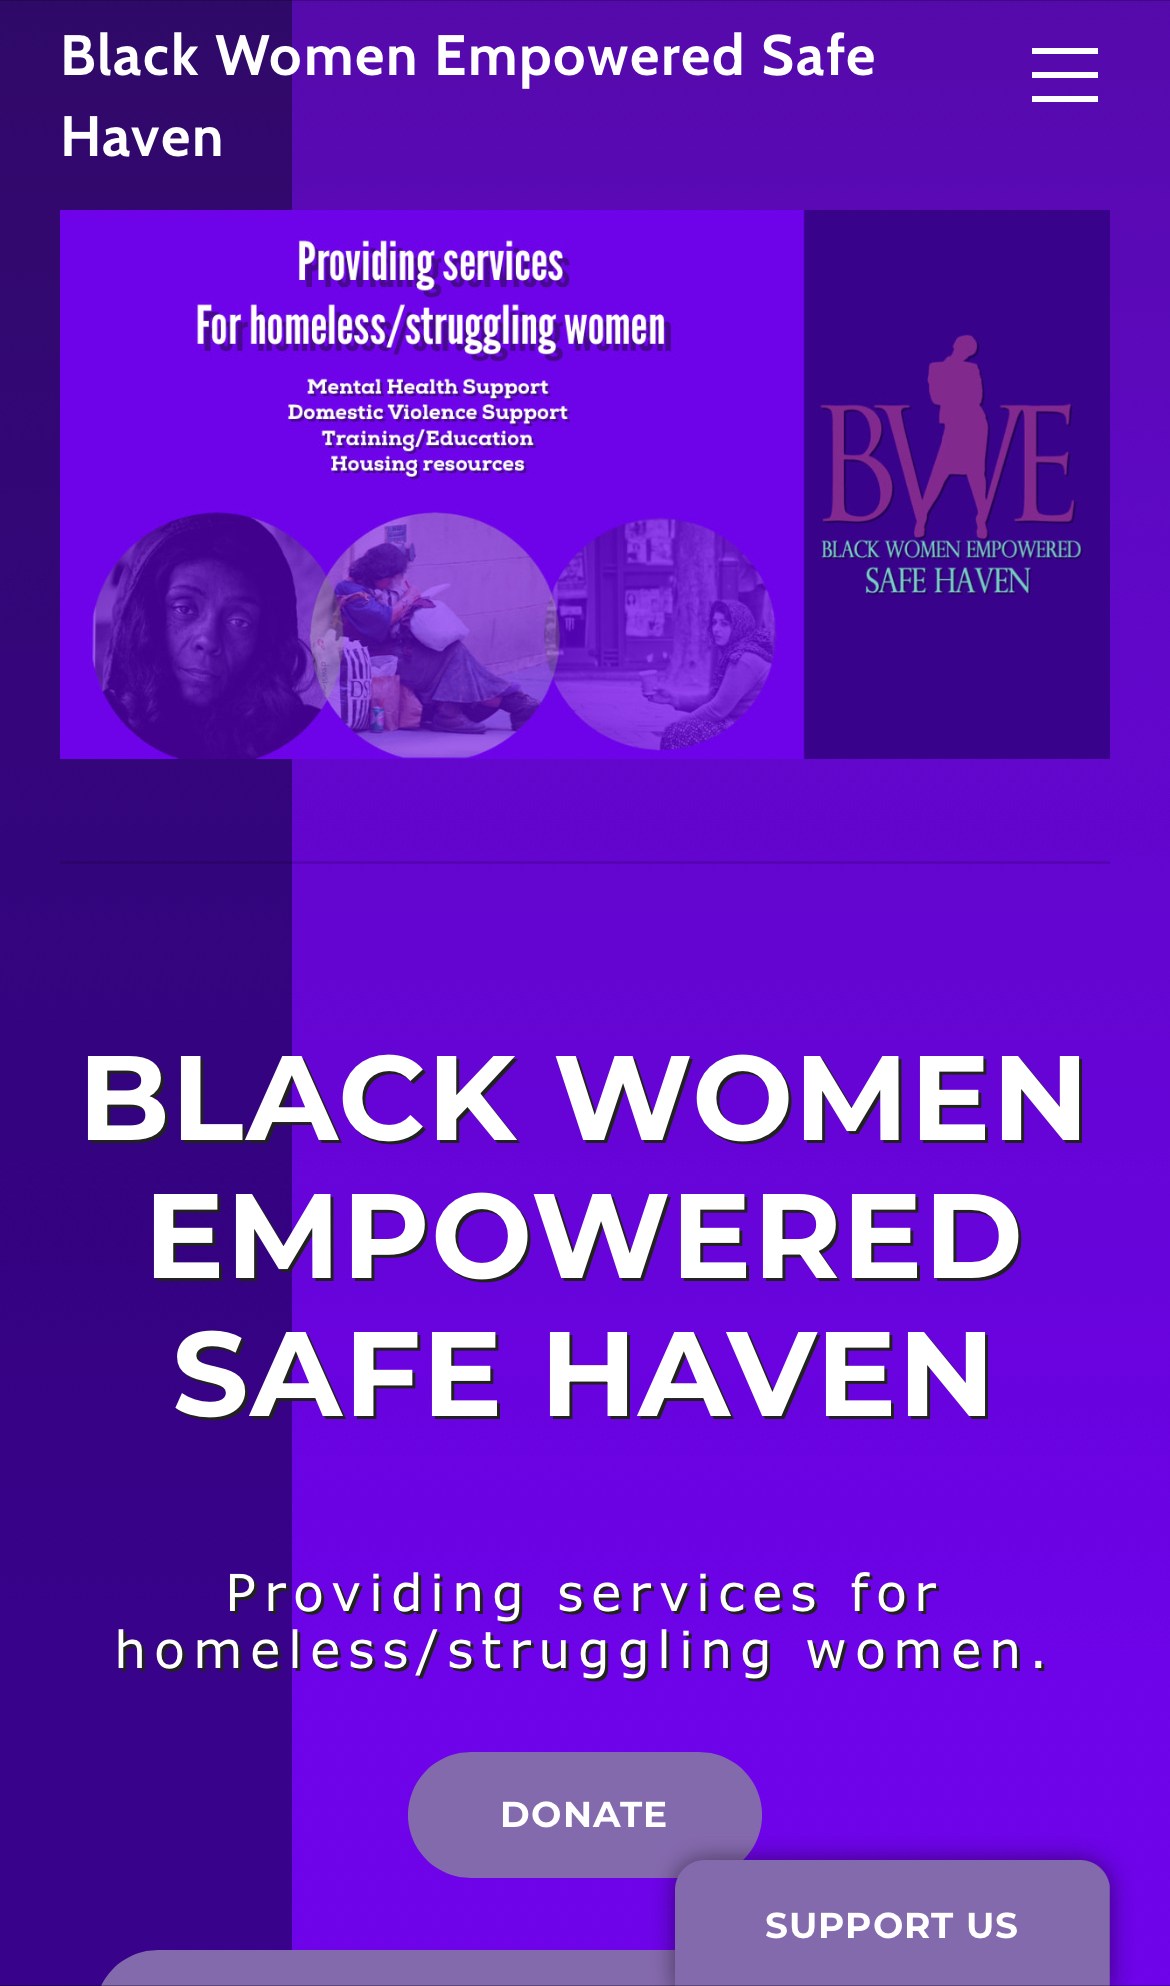 Black Women Empowered Safe
Haven
Providing services
For homeless/struggling women
Mental Health Support
Domestic Violence Support
Training/Education
Housing resources
BWE
BLACK WOMEN EMPOWERED
SAFE HAVEN
BLACK WOMEN
EMPOWERED
SAFE HAVEN
Providing services for
homeless/struggling women.
DONATE
SUPPORT US